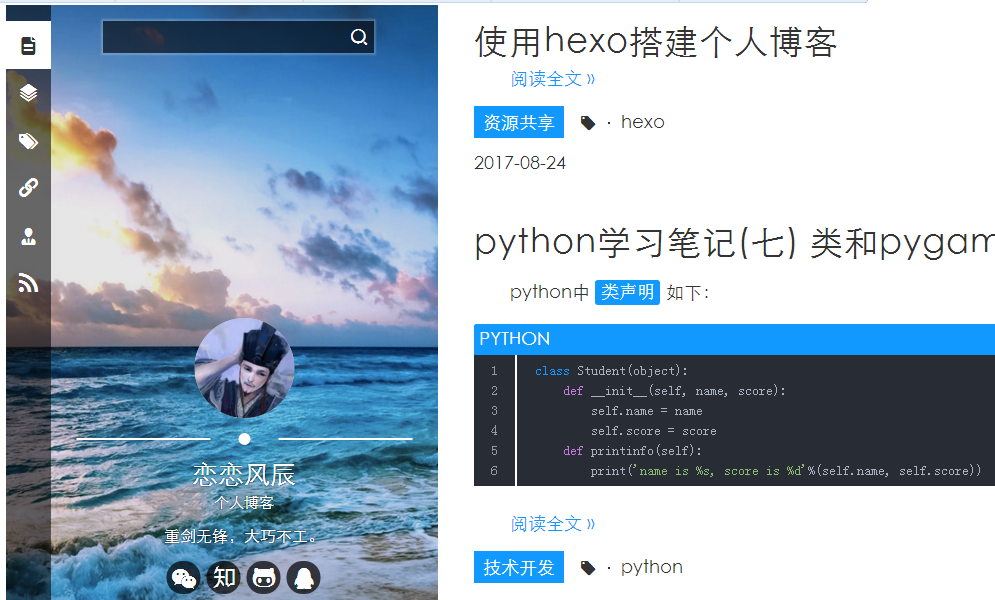 使用hexo搭建个人博客
阅读全文 »
资源共享 · hexo
2017-08-24
python学习笔记(七) 类和pygam
python中 类声明 如下：
PYTHON
1 class Student(object):
2 def __init__(self, name, score):
3 self.name = name
4 self.score = score
5 def printinfo(self):
6 print('name is %s, score is %d'%(self.name, self.score))
阅读全文 »
技术开发 · python
恋恋风辰
个人博客
重剑无锋，大巧不工。
知